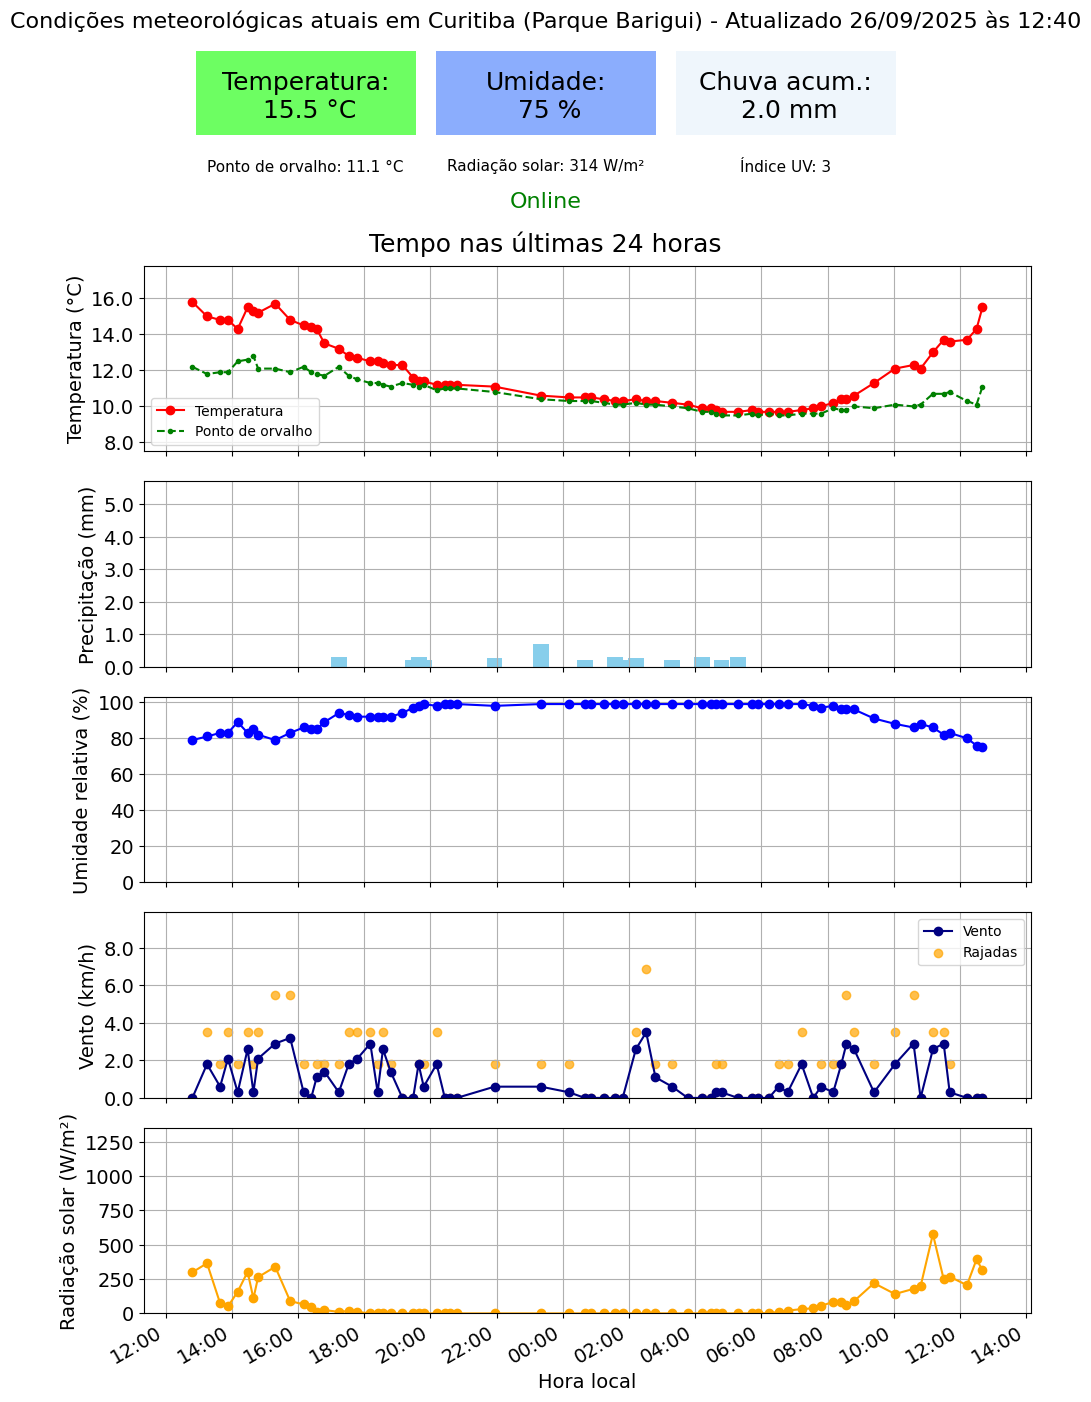 Condições meteorológicas atuais em Curitiba (Parque Barigui) - Atualizado 26/09/2025 às 12:40
Temperatura:
15.5 °C
Umidade:
75 %
Chuva acum.:
2.0 mm
Ponto de orvalho: 11.1 °C
Radiação solar: 314 W/m²
Índice UV: 3
Online
Tempo nas últimas 24 horas
Temperatura (°C)
16.0
14.0
12.0
10.0
8.0
Temperatura
Ponto de orvalho
Precipitação (mm)
5.0
4.0
3.0
2.0
1.0
0.0
Umidade relativa (%)
100
80
60
40
20
0
Vento (km/h)
8.0
6.0
4.0
2.0
0.0
Vento
Rajadas
Radiação solar (W/m²)
1250
1000
750
500
250
0
12:00
14:00
16:00
18:00
20:00
22:00
00:00
02:00
04:00
06:00
08:00
10:00
12:00
14:00
Hora local